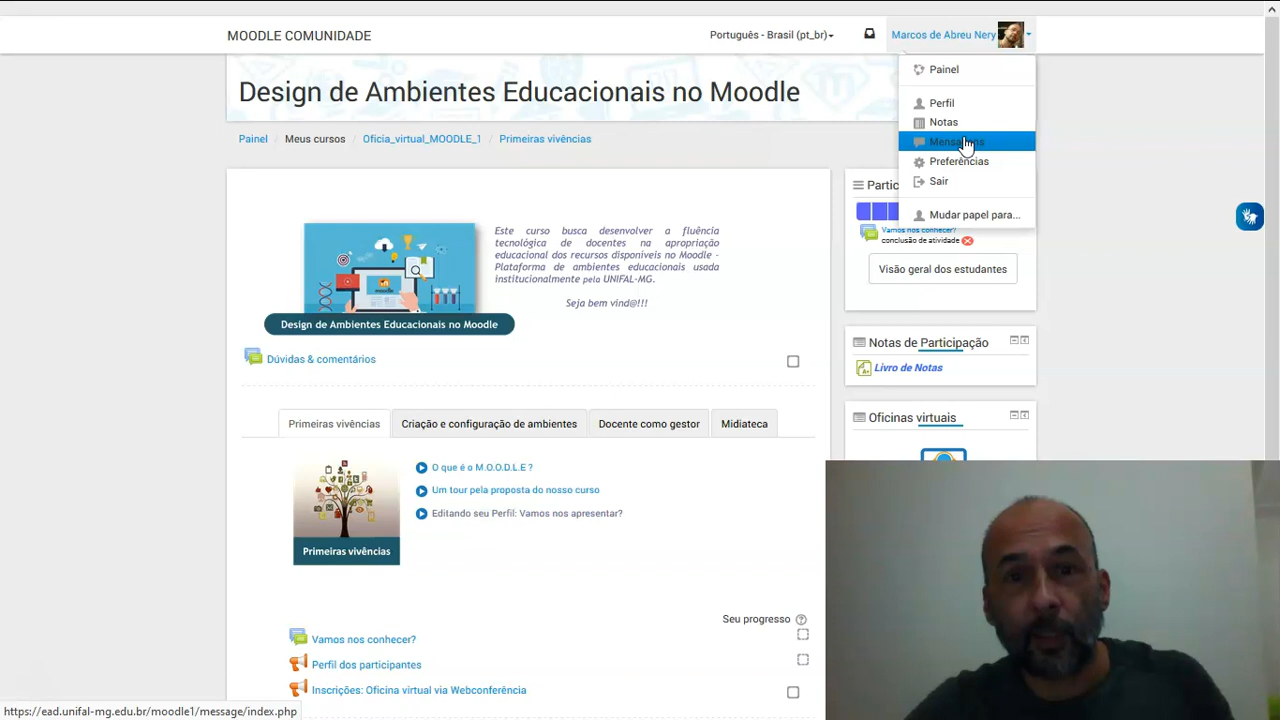 MOODLE COMUNIDADE
Português - Brasil (pt_br)
Marcos de Abreu Nery
Painel
Perfil
Notas
Preferências
Sair
Mudar papel para...
Design de Ambientes Educacionais no Moodle
Painel
Meus cursos
Oficia_virtual_MOODLE_1
Primeiras vivências
Este curso busca desenvolver a fluência
tecnológica de docentes na apropriação
educacional dos recursos disponíveis no Moodle -
Plataforma de ambientes educacionais usada
institucionalmente pela UNIFAL-MG.
Seja bem vind@!!!
moodle
Design de Ambientes Educacionais no Moodle
Dúvidas & comentários
Primeiras vivências
Criação e configuração de ambientes
Docente como gestor
Midiateca
O que é o M.O.O.D.L.E ?
Um tour pela proposta do nosso curso
Editando seu Perfil: Vamos nos apresentar?
Primeiras vivências
Seu progresso
Vamos nos conhecer?
Perfil dos participantes
Inscrições: Oficina virtual via Webconferência
Vamos nos conhecer?
conclusão de atividade
Visão geral dos estudantes
Notas de Participação
Livro de Notas
Oficinas virtuais
https://ead.unifal-mg.edu.br/moodle1/message/index.php